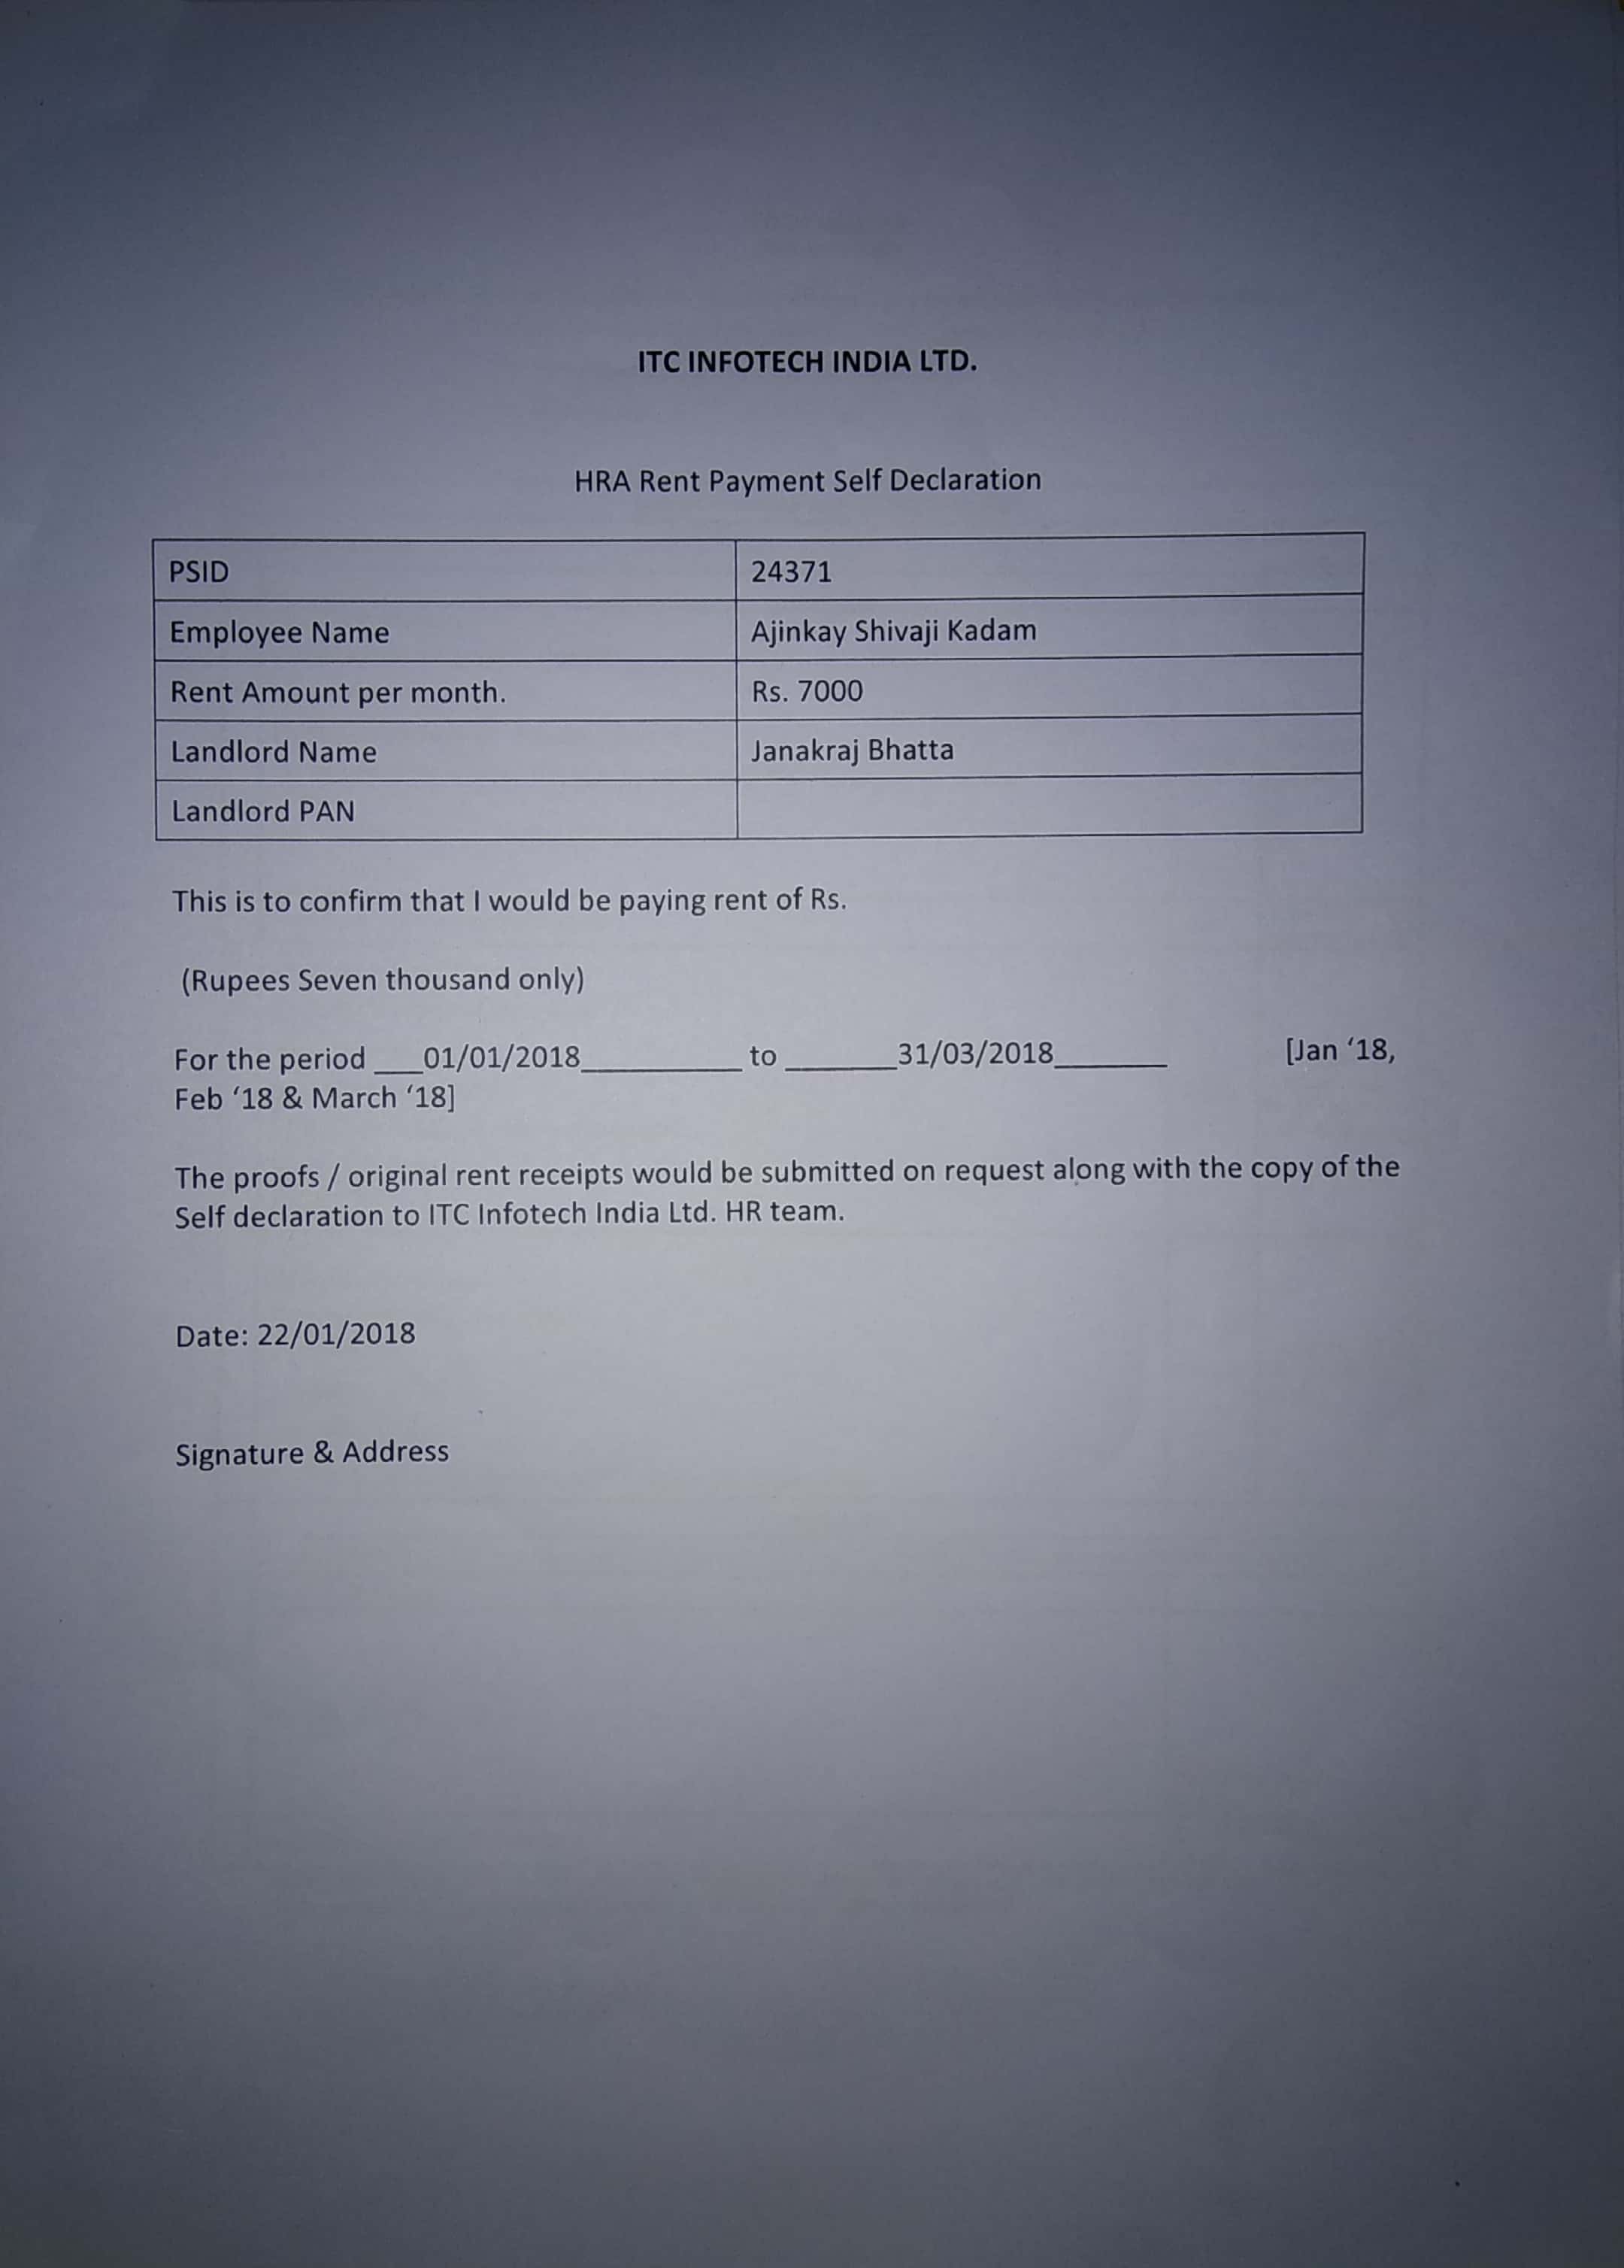 ITC INFOTECH INDIA LTD.
HRA Rent Payment Self Declaration
PSID 24371
Employee Name Ajinkay Shivaji Kadam
Rent Amount per month. Rs. 7000
Landlord Name Janakraj Bhatta
Landlord PAN
This is to confirm that I would be paying rent of Rs.
(Rupees Seven thousand only)
For the period ___01/01/2018__________ to _______31/03/2018_______ [Jan ‘18,
Feb ‘18 & March ‘18]
The proofs / original rent receipts would be submitted on request along with the copy of the
Self declaration to ITC Infotech India Ltd. HR team.
Date: 22/01/2018
Signature & Address